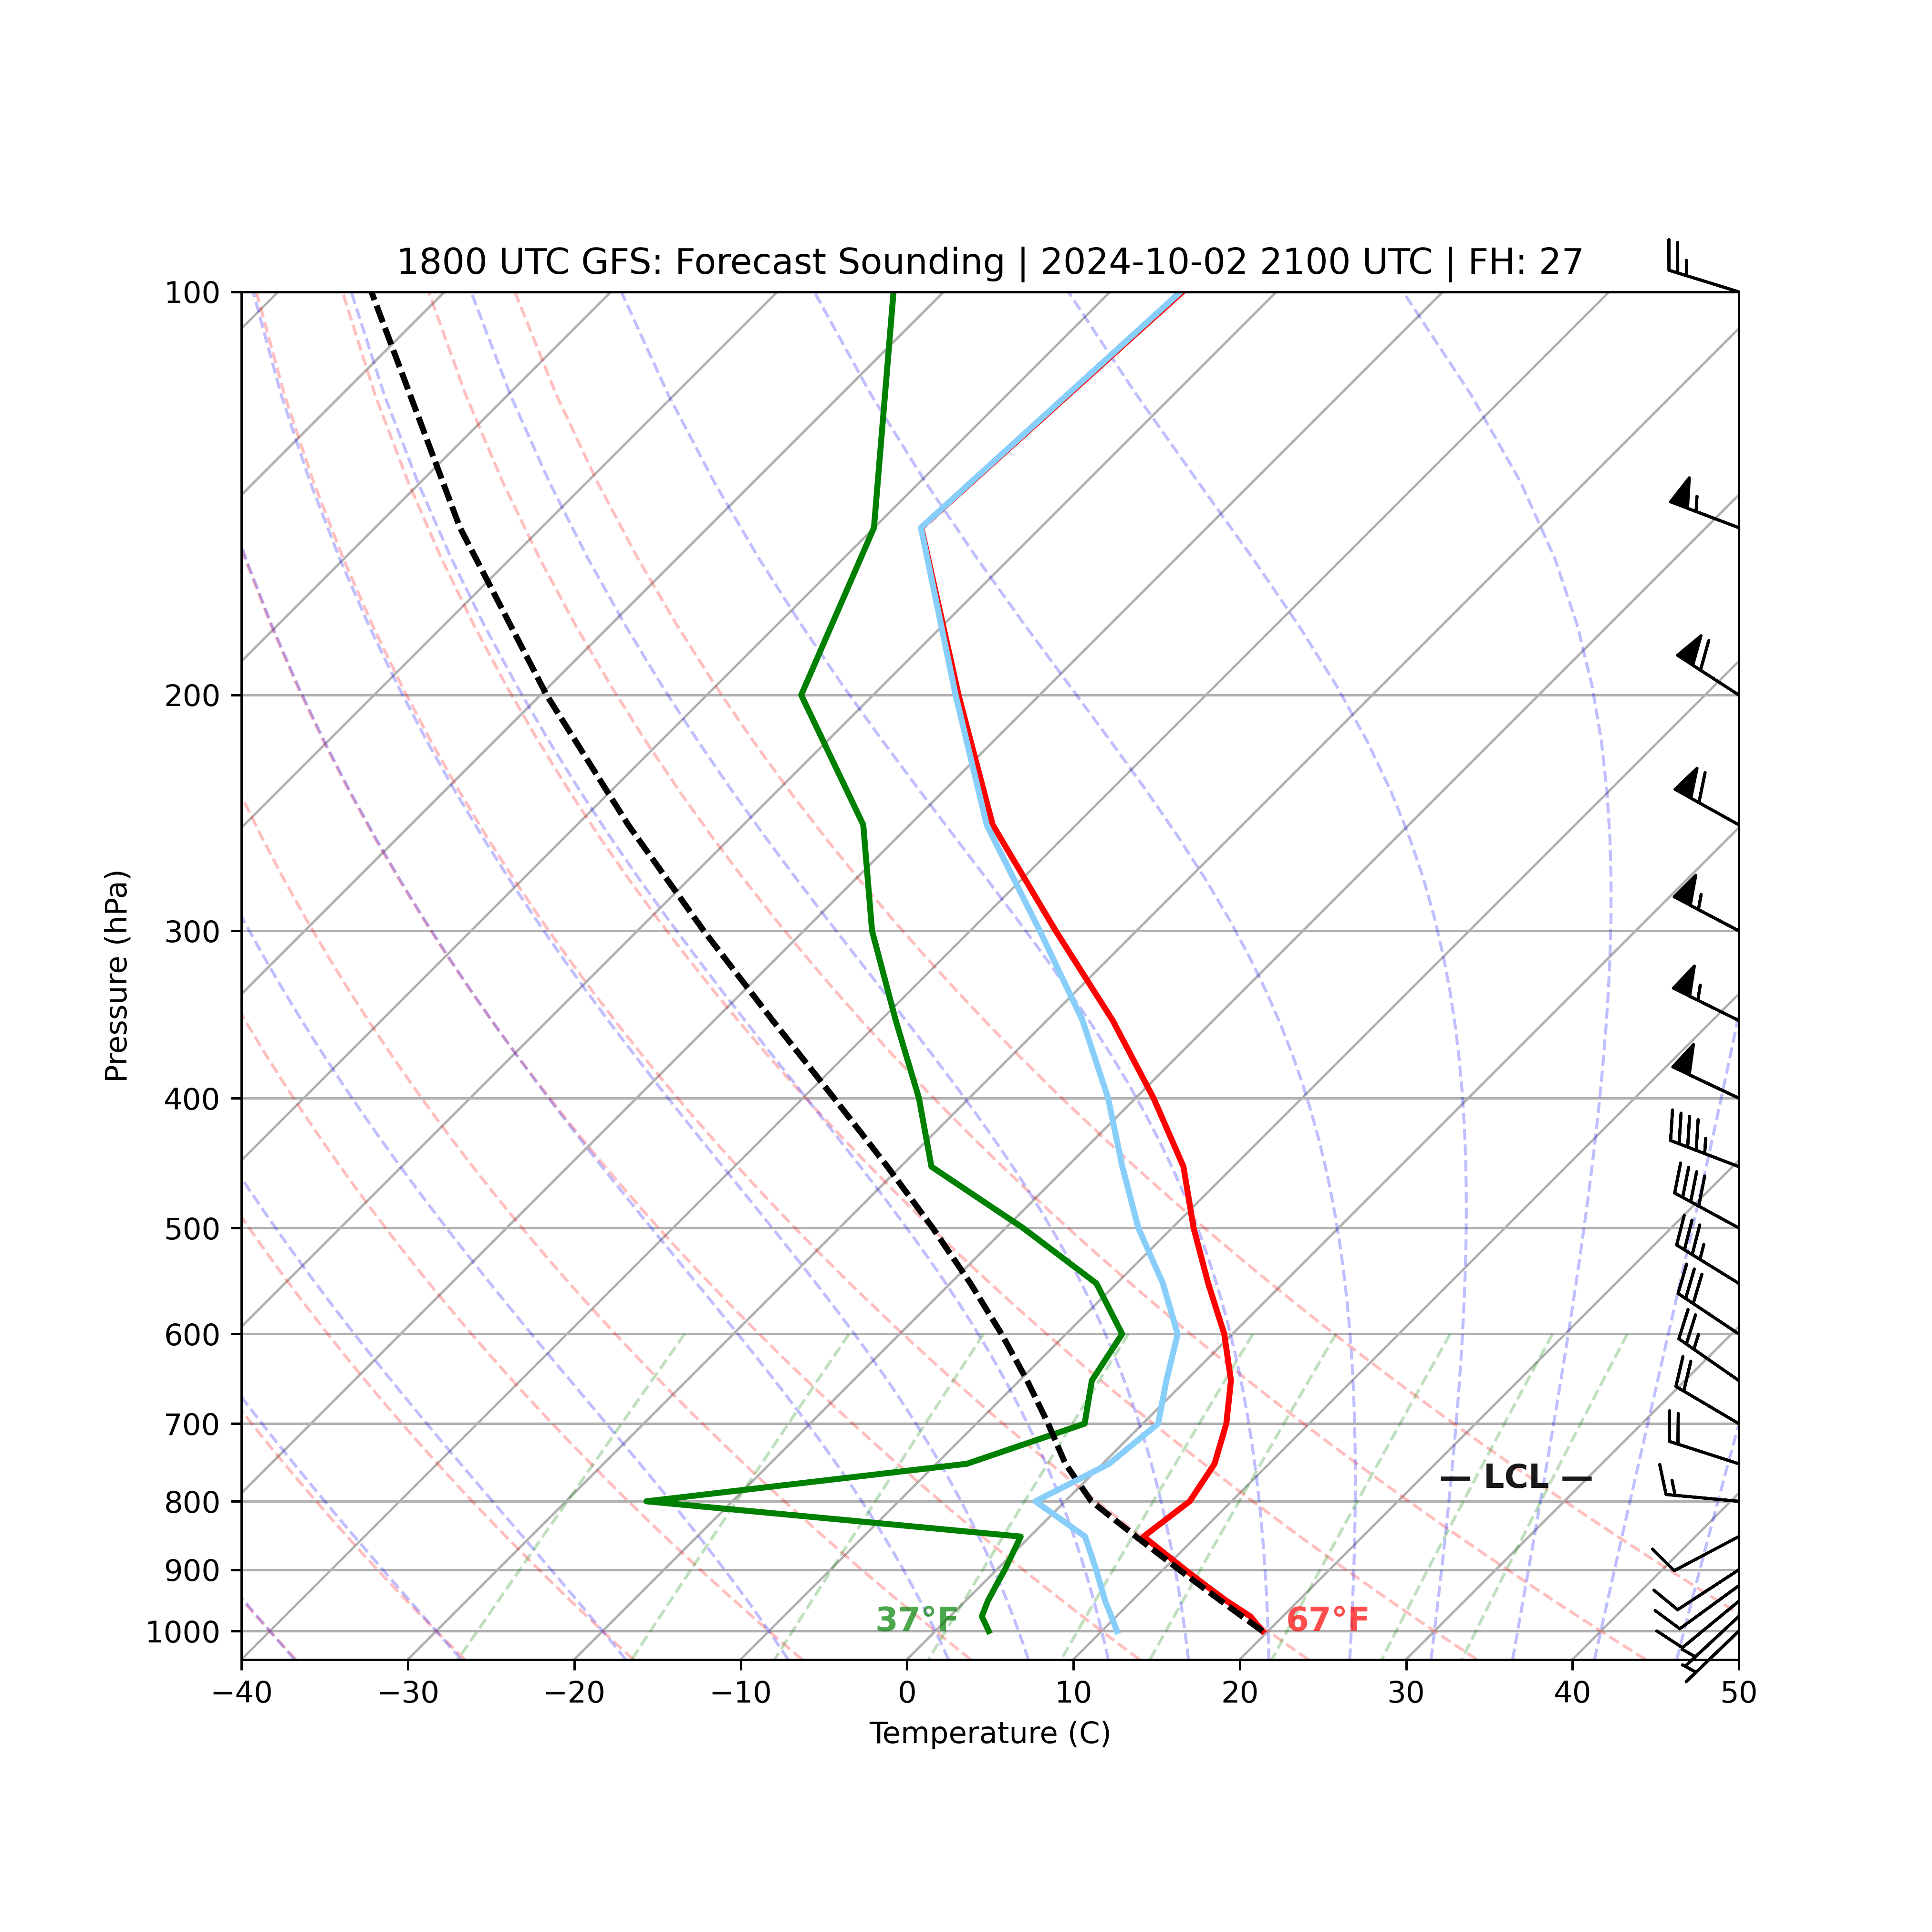 1800 UTC GFS: Forecast Sounding | 2024-10-02 2100 UTC | FH: 27
100
200
300
400
500
600
700
800
900
1000
Pressure (hPa)
— LCL —
37°F
67°F
−40 −30 −20 −10 0 10 20 30 40 50
Temperature (C)